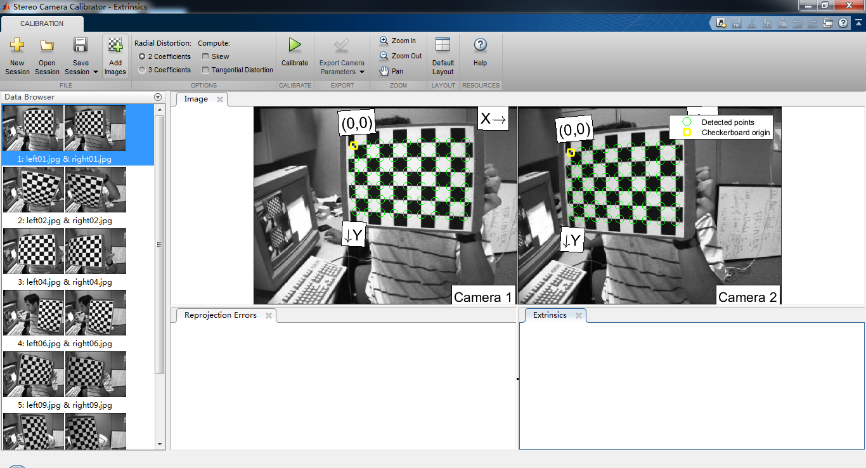 Stereo Camera Calibrator - Extrinsics
CALIBRATION
New Session
Open Session
Save Session
Add Images
Radial Distortion:
2 Coefficients
3 Coefficients
Compute:
Skew
Tangential Distortion
Calibrate
Export Camera Parameters
Zoom In
Zoom Out
Pan
Default Layout
Help
FILE
OPTIONS
CALIBRATE
EXPORT
ZOOM
LAYOUT
RESOURCES
Data Browser
1: left01.jpg & right01.jpg
2: left02.jpg & right02.jpg
3: left04.jpg & right04.jpg
4: left06.jpg & right06.jpg
5: left09.jpg & right09.jpg
Image
(0,0)
X→
↓Y
Camera 1
(0,0)
Detected points
Checkerboard origin
↓Y
Camera 2
Reprojection Errors
Extrinsics